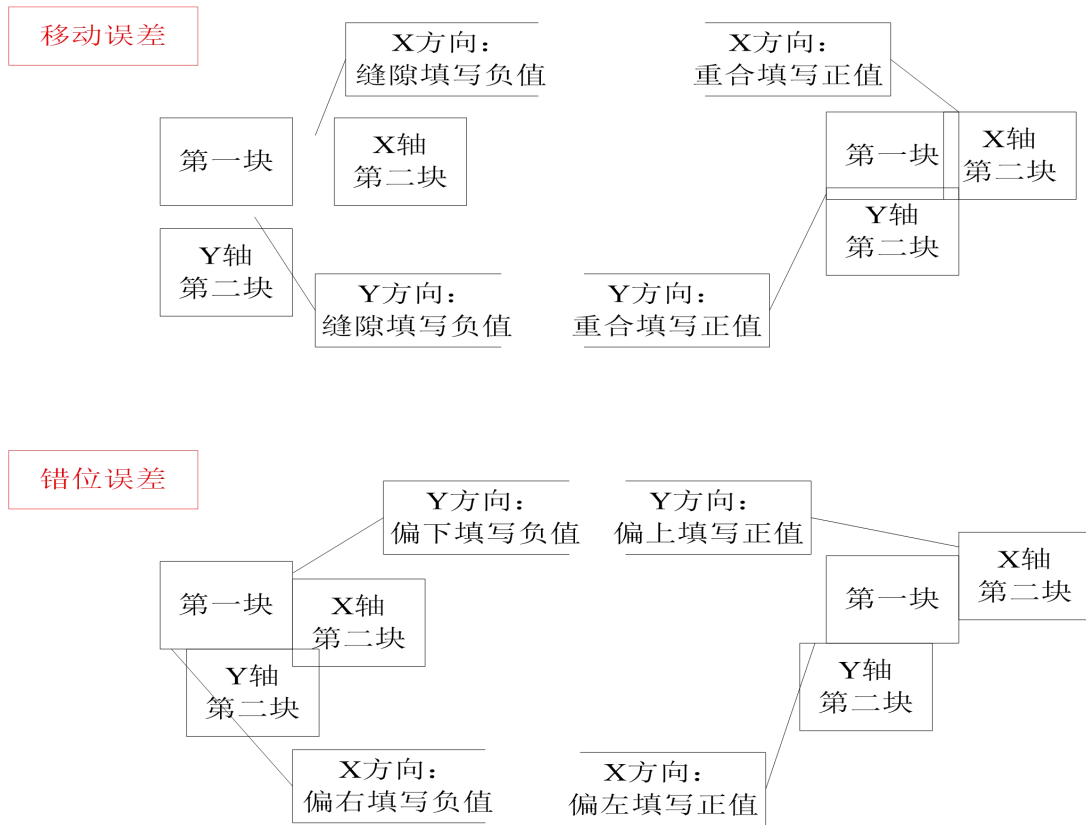 移动误差
X方向：
缝隙填写负值
X方向：
重合填写正值
第一块
X轴
第二块
第一块
X轴
第二块
Y轴
第二块
Y轴
第二块
Y方向：
缝隙填写负值
Y方向：
重合填写正值
错位误差
Y方向：
偏下填写负值
Y方向：
偏上填写正值
第一块
X轴
第二块
第一块
X轴
第二块
Y轴
第二块
Y轴
第二块
X方向：
偏右填写负值
X方向：
偏左填写正值